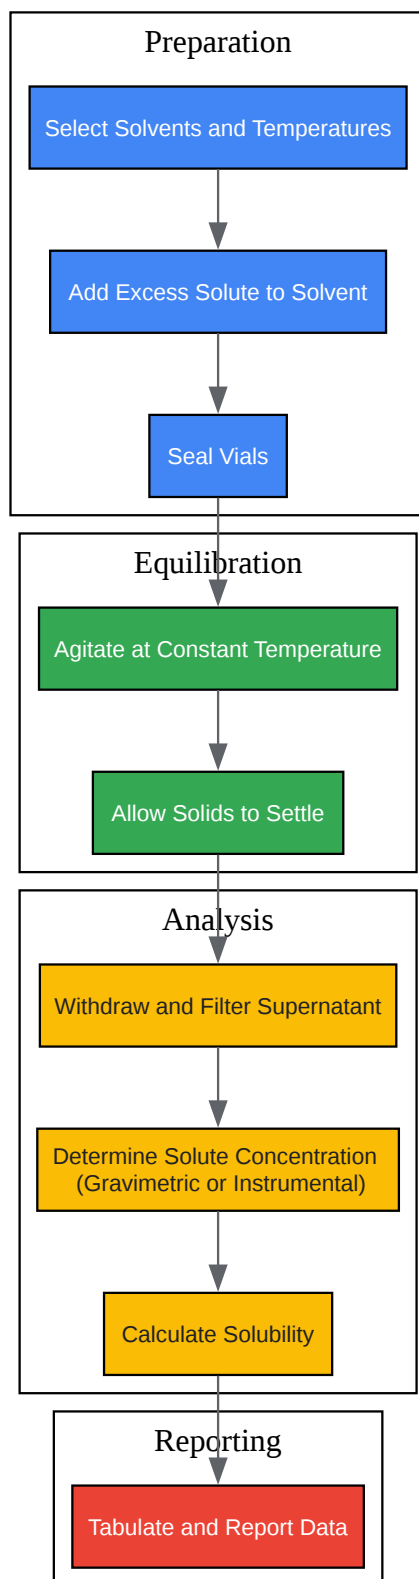 Preparation
Select Solvents and Temperatures
Add Excess Solute to Solvent
Seal Vials
Equilibration
Agitate at Constant Temperature
Allow Solids to Settle
Analysis
Withdraw and Filter Supernatant
Determine Solute Concentration
(Gravimetric or Instrumental)
Calculate Solubility
Reporting
Tabulate and Report Data